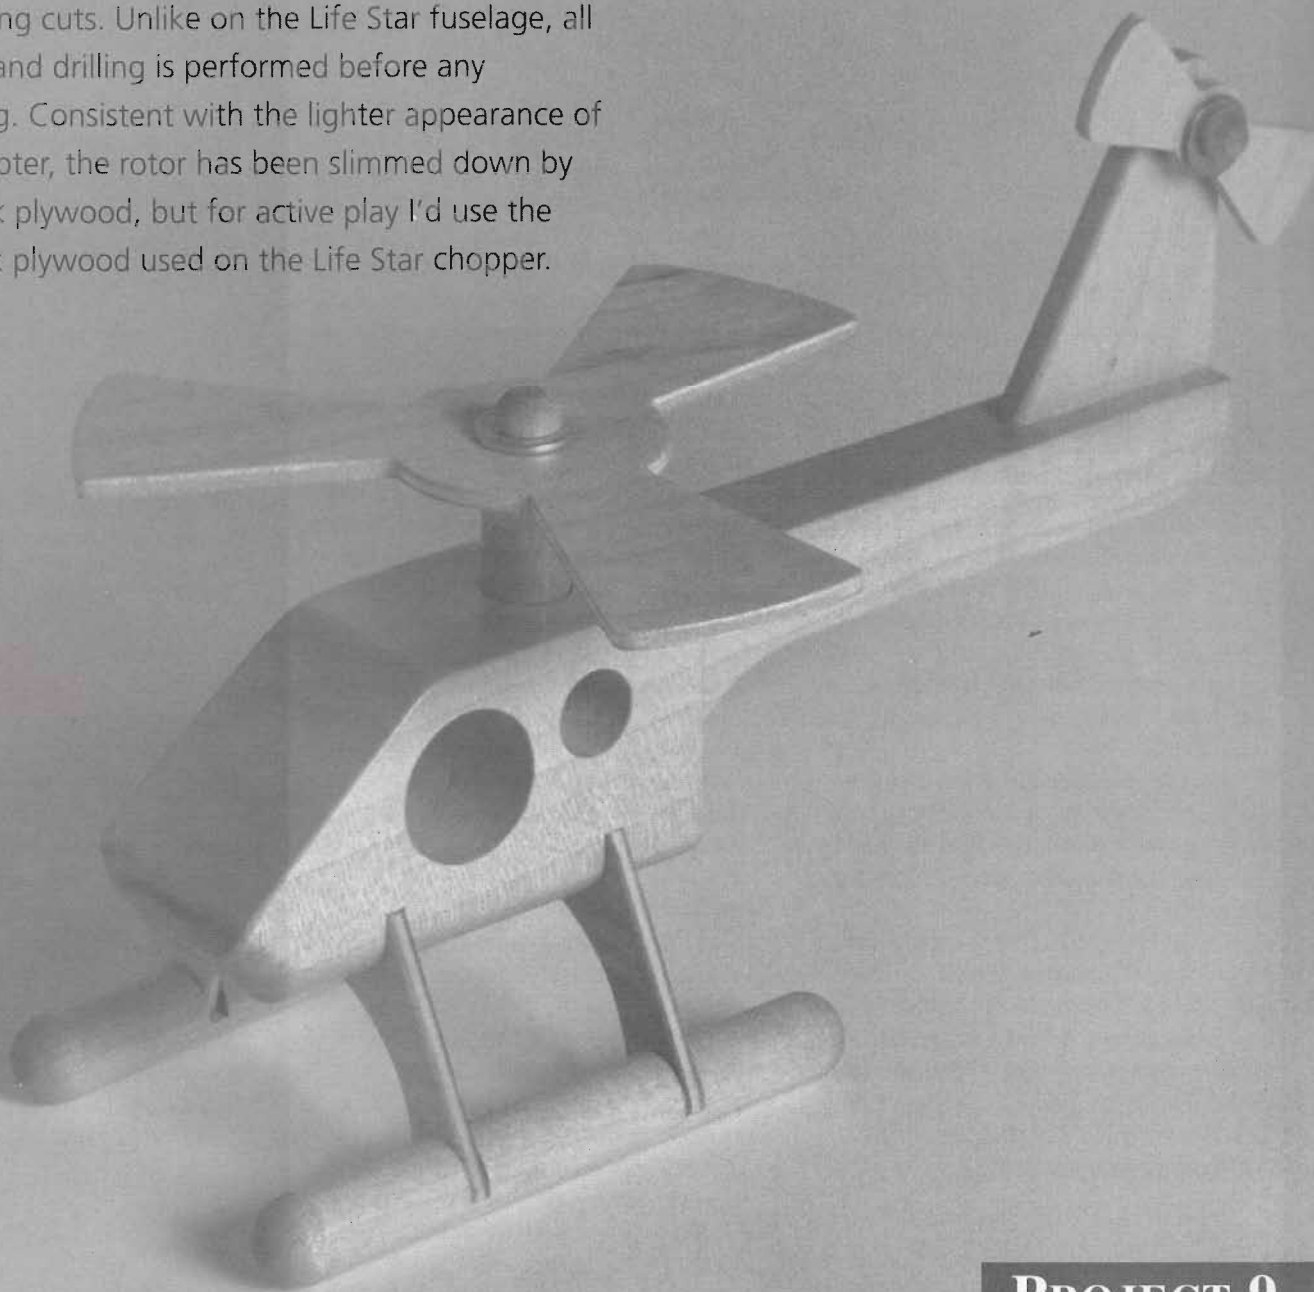 ng cuts. Unlike on the Life Star fuselage, all
and drilling is performed before any
g. Consistent with the lighter appearance of
pter, the rotor has been slimmed down by
k plywood, but for active play I'd use the
k plywood used on the Life Star chopper.
PROJECT 9